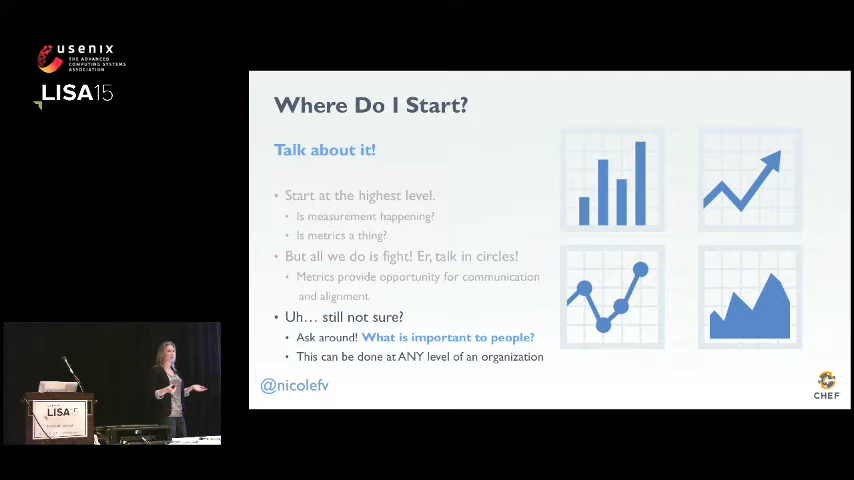 usenix
THE ADVANCED
COMPUTING SYSTEMS
ASSOCIATION
LISA15
Where Do I Start?
Talk about it!
• Start at the highest level.
• Is measurement happening?
• Is metrics a thing?
• But all we do is fight! Er, talk in circles!
• Metrics provide opportunity for communication
and alignment
• Uh... still not sure?
• Ask around! What is important to people?
• This can be done at ANY level of an organization
@nicolefv
CHEF
LISA15